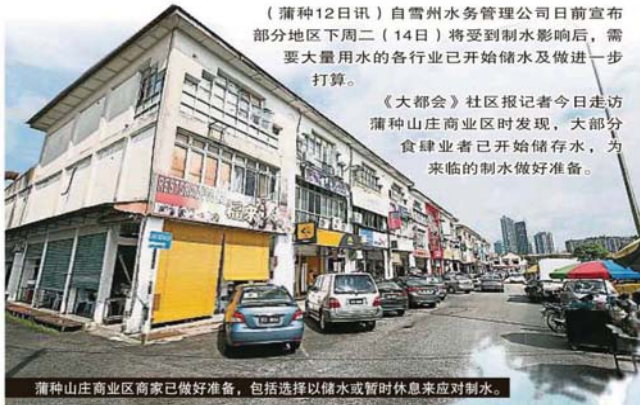 （蒲种12日讯）自雪州水务管理公司日前宣布
部分地区下周二（14日）将受到制水影响后，需
要大量用水的各行业已开始储水及做进一步
打算。
《大都会》社区报记者今日走访
蒲种山庄商业区时发现，大部分
食肆业者已开始储存水，为
来临的制水做好准备。
蒲种山庄商业区商家已做好准备，包括选择以储水或暂时休息来应对制水。